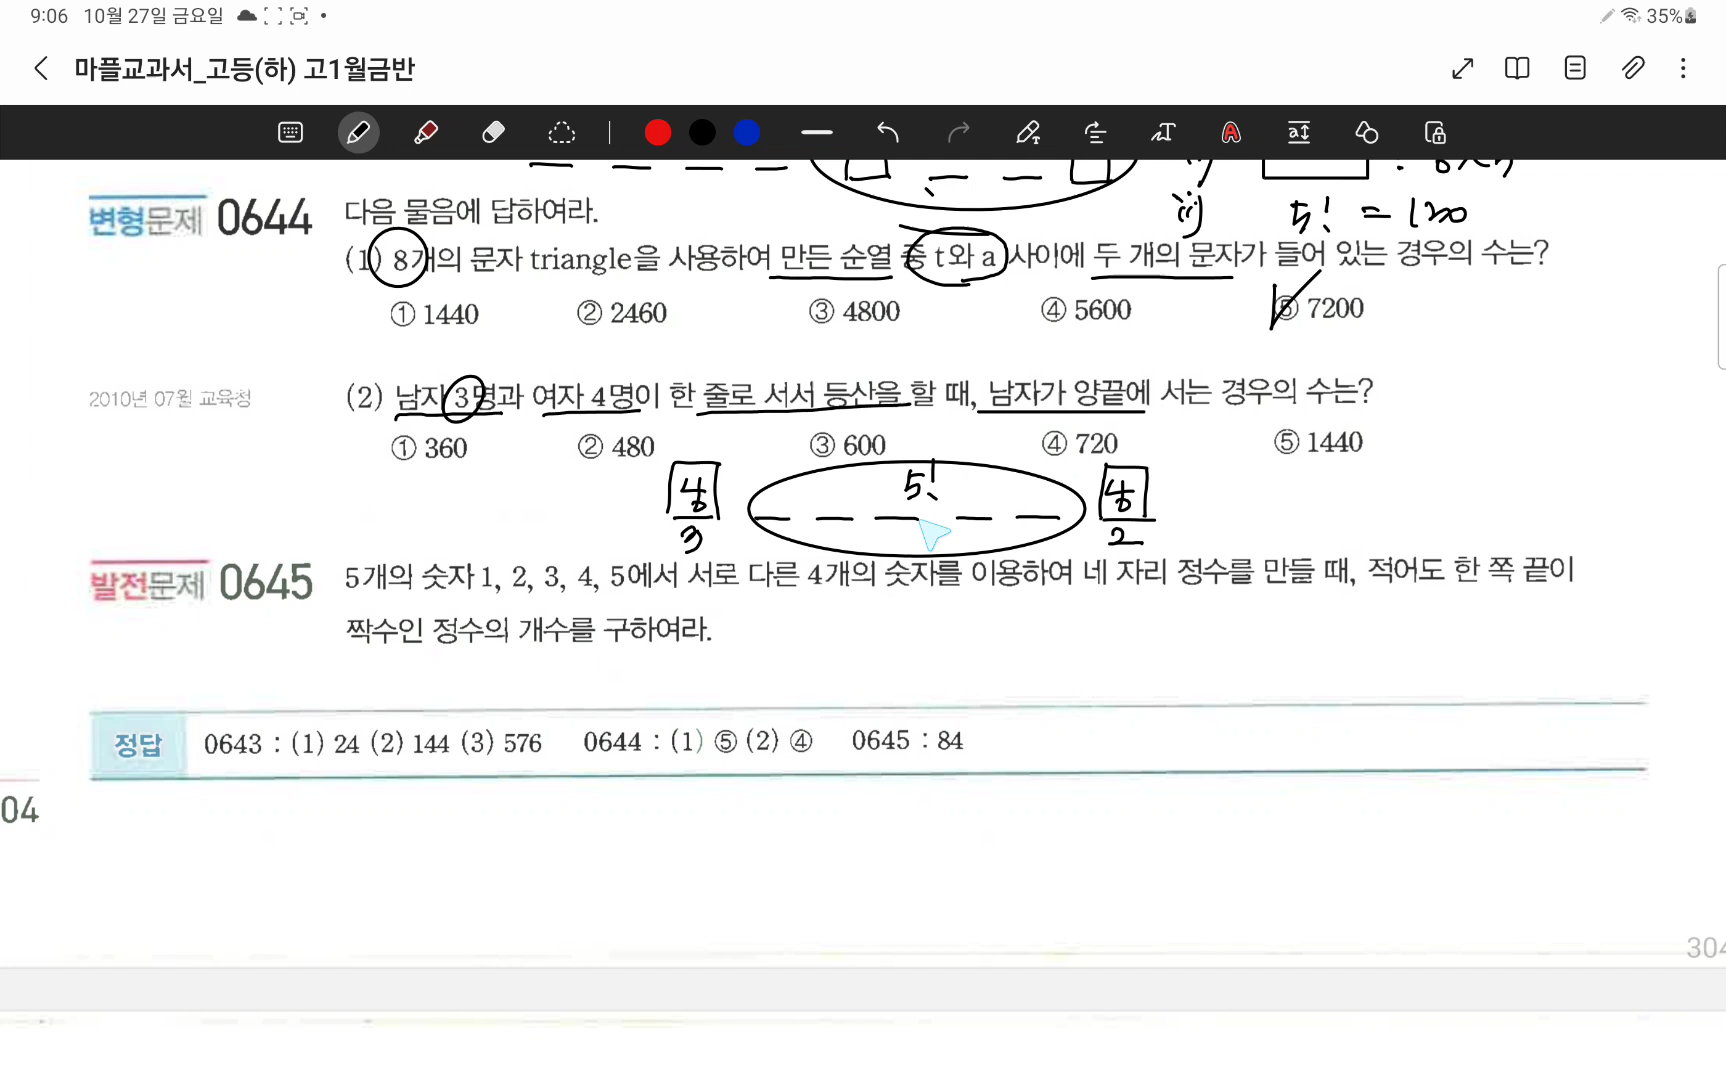 9:06 10월 27일 금요일 35%
마플교과서_고등(하) 고1월금반
변형문제 0644 다음 물음에 답하여라.
5! = 120
(1) 8개의 문자 triangle을 사용하여 만든 순열 중 t와 a 사이에 두 개의 문자가 들어 있는 경우의 수는?
① 1440 ② 2460 ③ 4800 ④ 5600 ⑤ 7200
2010년 07월 교육청 (2) 남자 3명과 여자 4명이 한 줄로 서서 등산을 할 때, 남자가 양끝에 서는 경우의 수는?
① 360 ② 480 ③ 600 ④ 720 ⑤ 1440
5!
3 2
발전문제 0645 5개의 숫자 1, 2, 3, 4, 5에서 서로 다른 4개의 숫자를 이용하여 네 자리 정수를 만들 때, 적어도 한 쪽 끝이
짝수인 정수의 개수를 구하여라.
정답 0643 : (1) 24 (2) 144 (3) 576 0644 : (1) ⑤ (2) ④ 0645 : 84
04
304